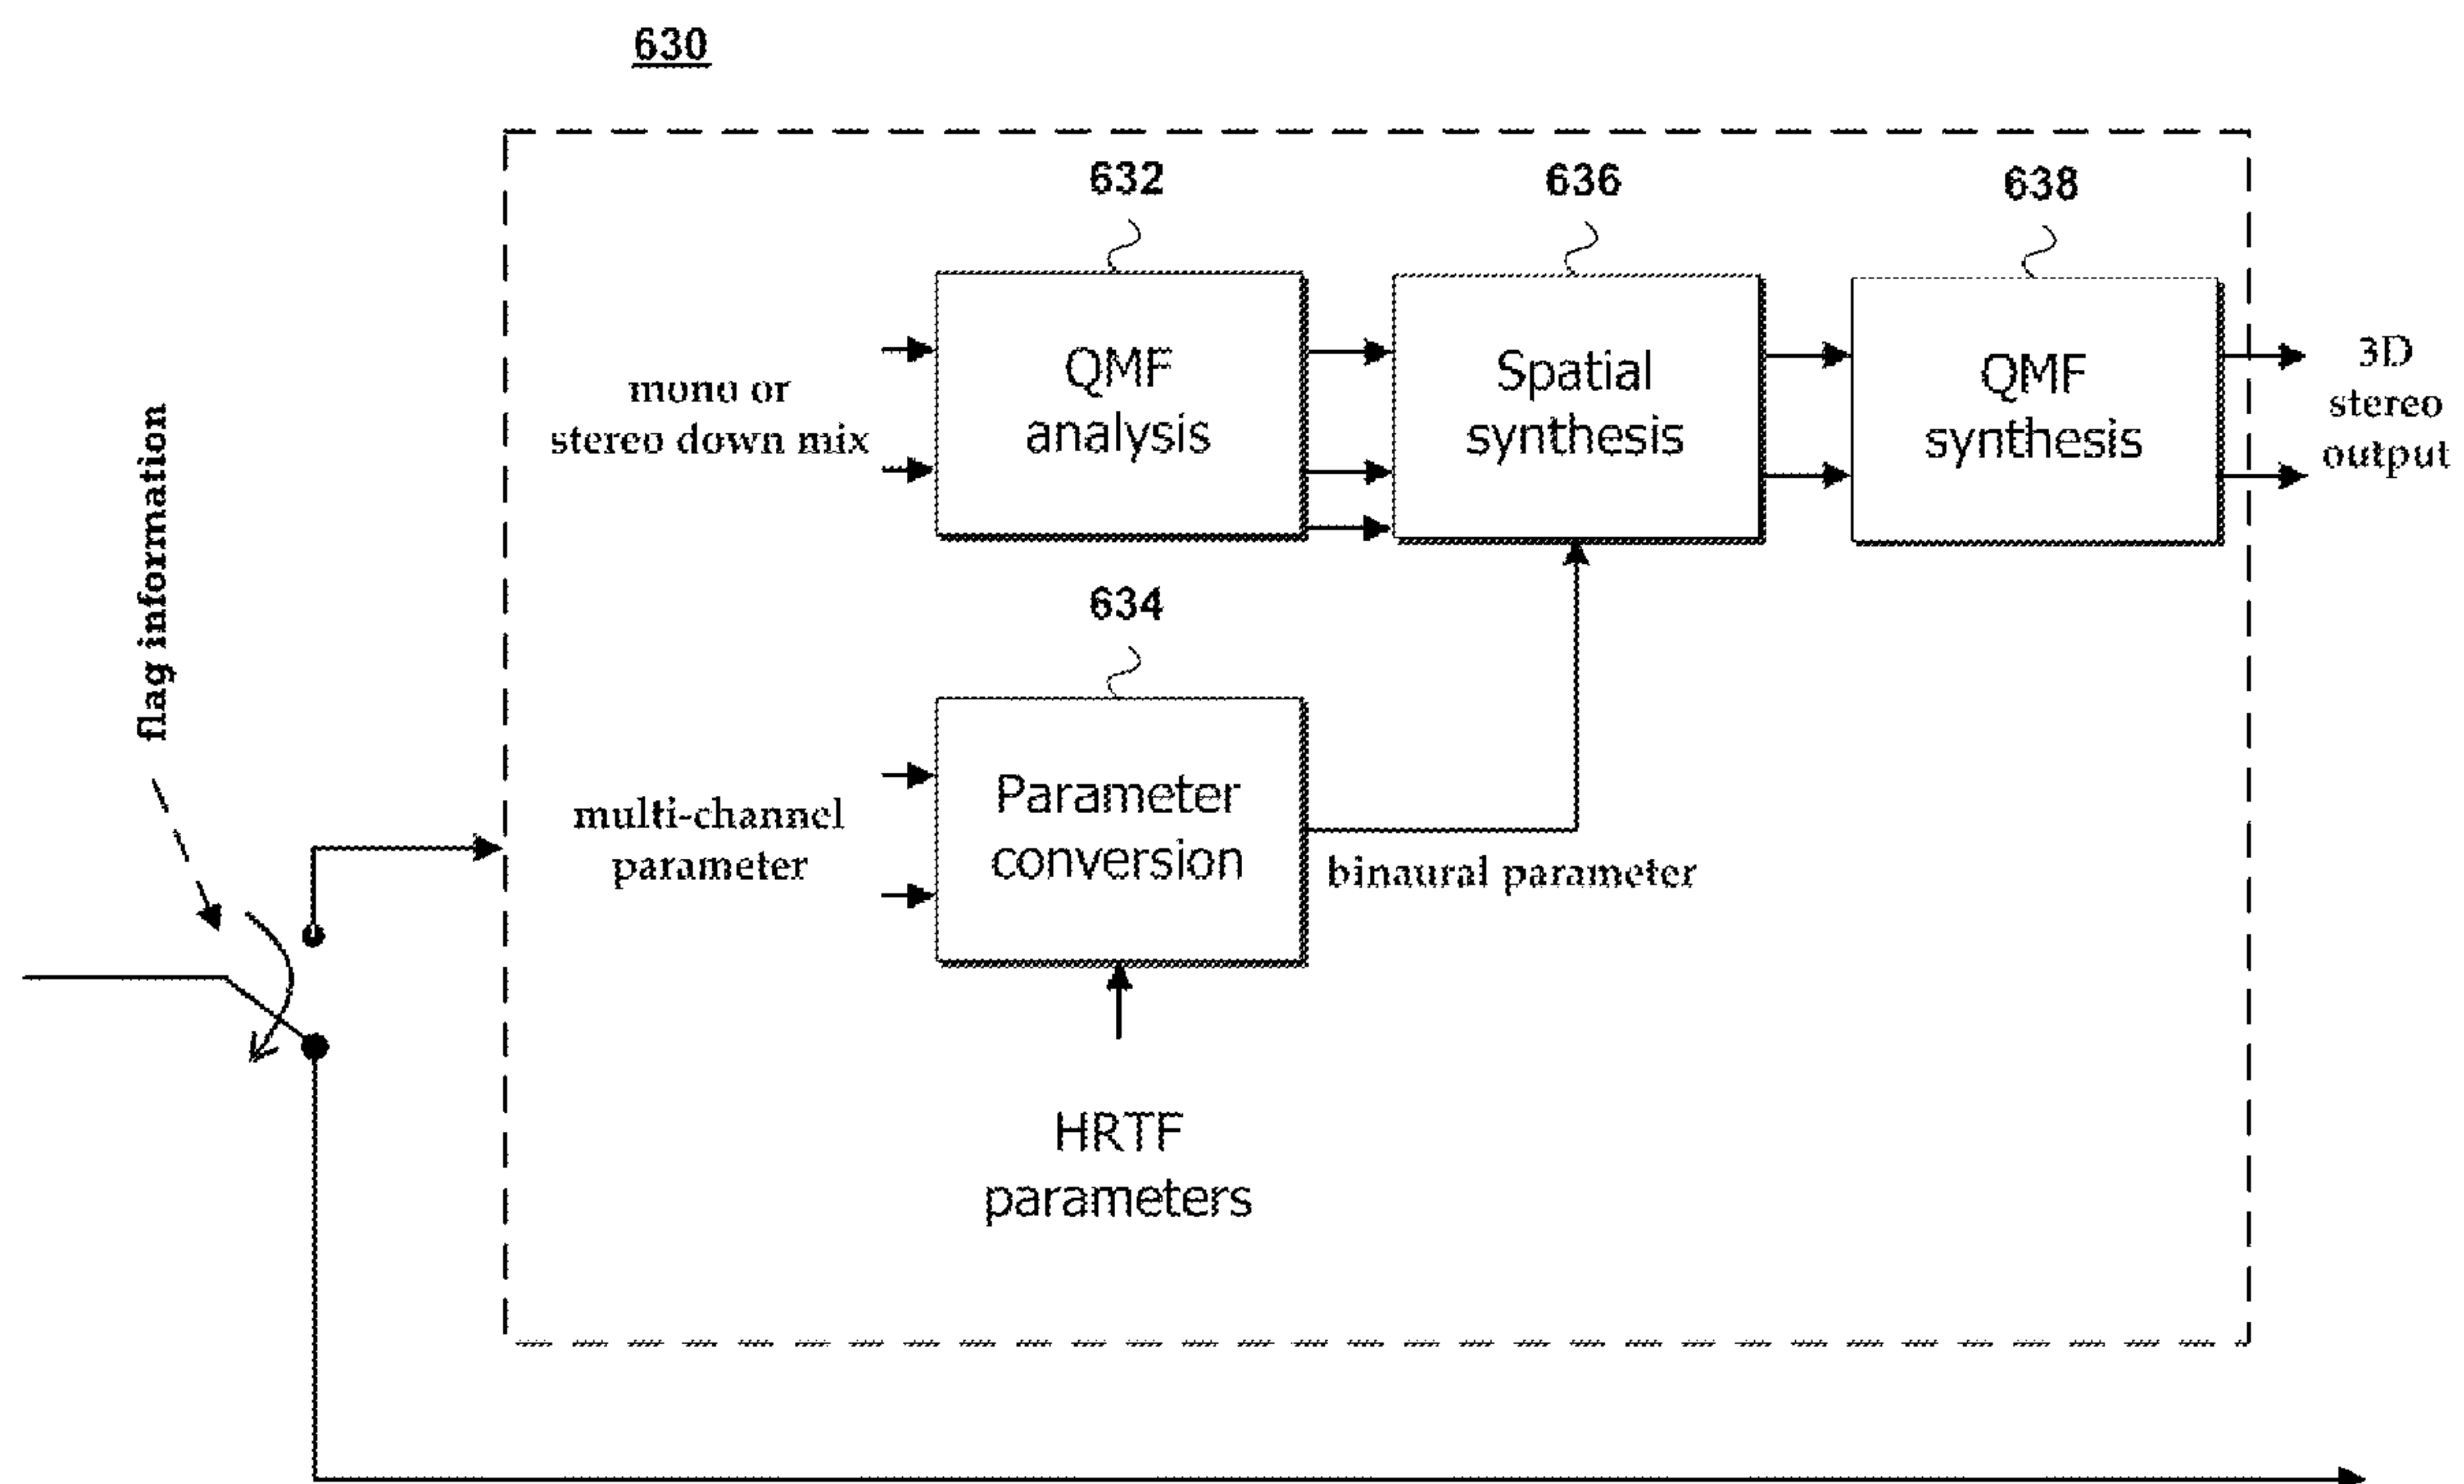 630
632
636
638
QMF
analysis
Spatial
synthesis
QMF
synthesis
mono or
stereo down mix
3D
stereo
output
flag information
634
multi-channel
parameter
Parameter
conversion
binaural parameter
HRTF
parameters